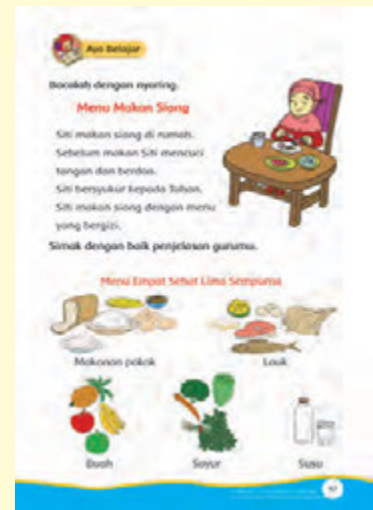 Ayo Belajar
Bacalah dengan nyaring.
Menu Makan Siang
Siti makan siang di rumah.
Sebelum makan Siti mencuci
tangan dan berdoa.
Siti bersyukur kepada Tuhan.
Siti makan siang dengan menu
yang bergizi.
Simak dengan baik penjelasan gurumu.
Menu Empat Sehat Lima Sempurna
Makanan pokok
Lauk
Buah
Sayur
Susu